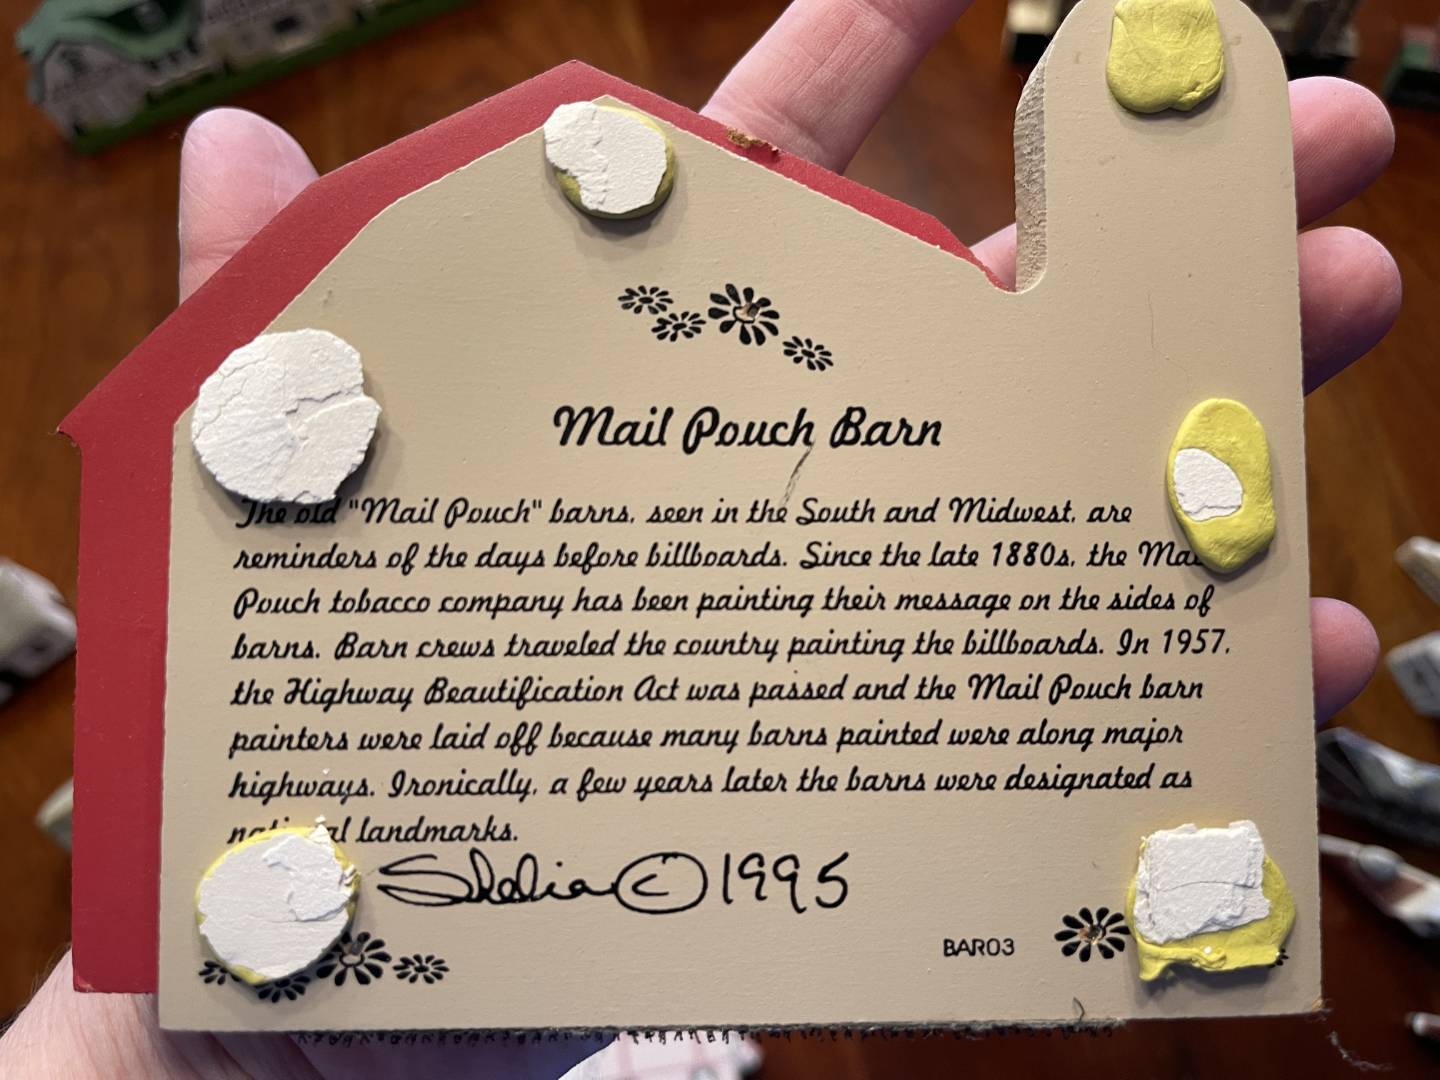 Mail Pouch Barn
The old "Mail Pouch" barns, seen in the South and Midwest, are
reminders of the days before billboards. Since the late 1880s, the Mail
Pouch tobacco company has been painting their message on the sides of
barns. Barn crews traveled the country painting the billboards. In 1957,
the Highway Beautification Act was passed and the Mail Pouch barn
painters were laid off because many barns painted were along major
highways. Ironically, a few years later the barns were designated as
national landmarks.
Shelia © 1995
BAR03